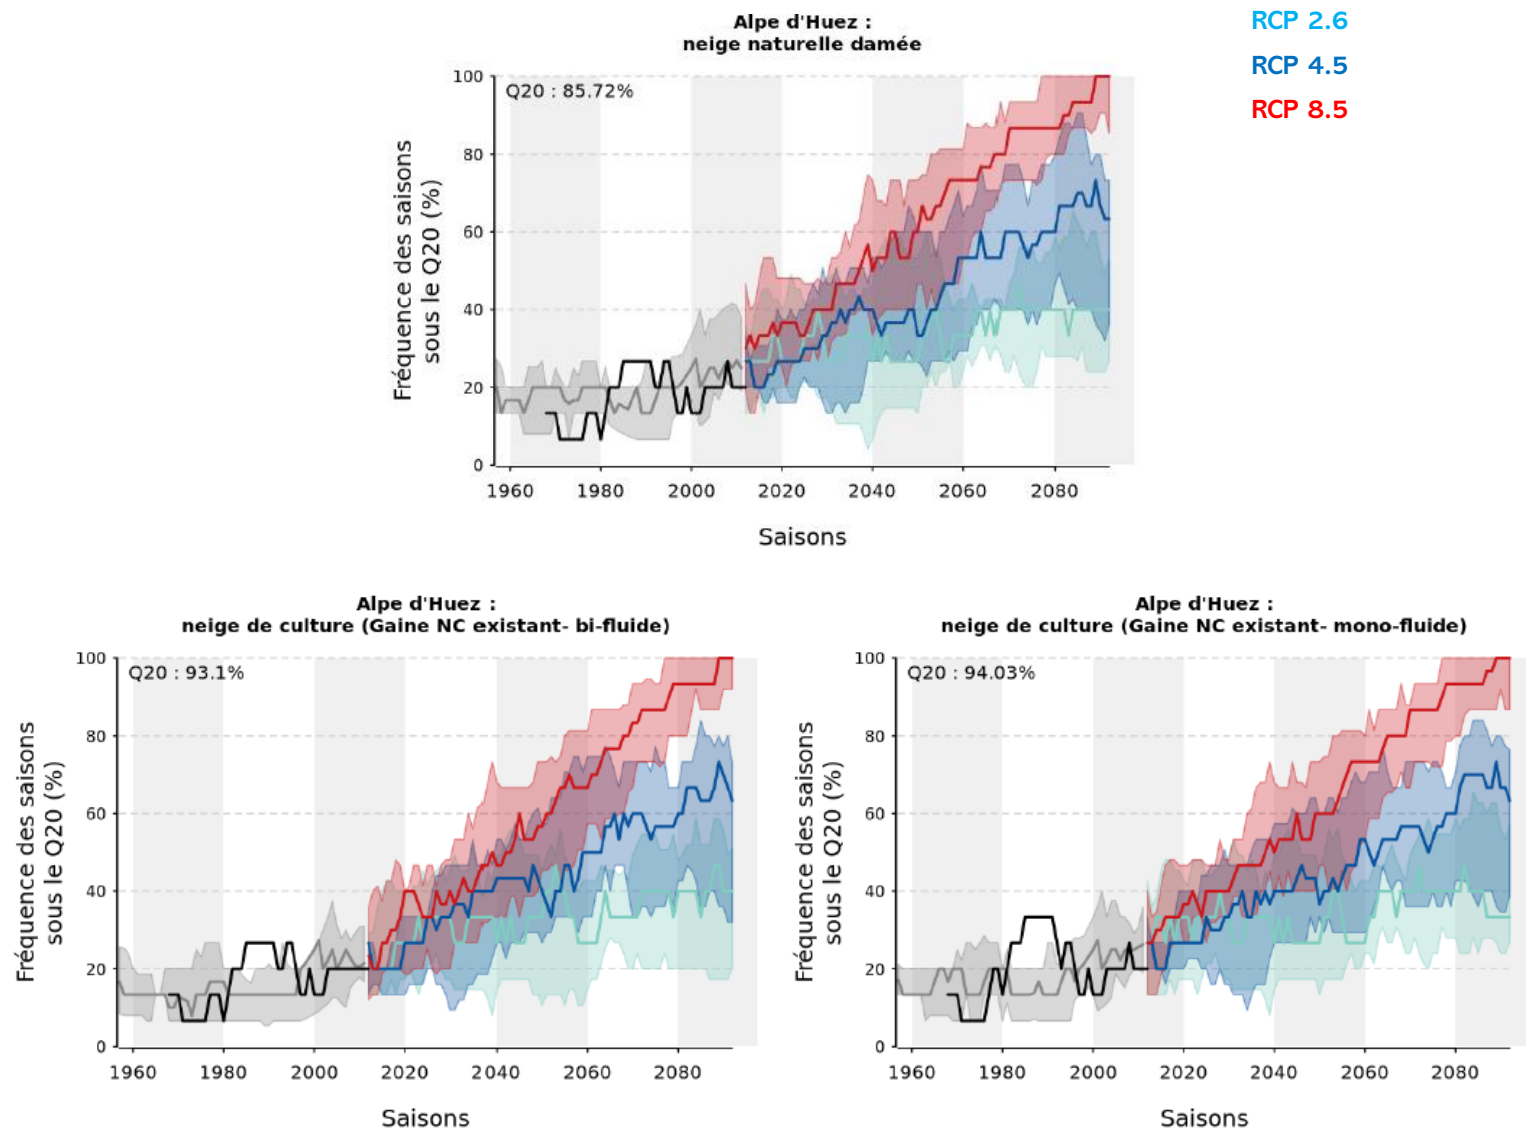 Alpe d'Huez :
neige naturelle damée
RCP 2.6
RCP 4.5
RCP 8.5
Q20 : 85.72%
Fréquence des saisons
sous le Q20 (%)
100
80
60
40
20
0
1960 1980 2000 2020 2040 2060 2080
Saisons
Alpe d'Huez :
neige de culture (Gaine NC existant- bi-fluide)
Q20 : 93.1%
Fréquence des saisons
sous le Q20 (%)
100
80
60
40
20
0
1960 1980 2000 2020 2040 2060 2080
Saisons
Alpe d'Huez :
neige de culture (Gaine NC existant- mono-fluide)
Q20 : 94.03%
Fréquence des saisons
sous le Q20 (%)
100
80
60
40
20
0
1960 1980 2000 2020 2040 2060 2080
Saisons